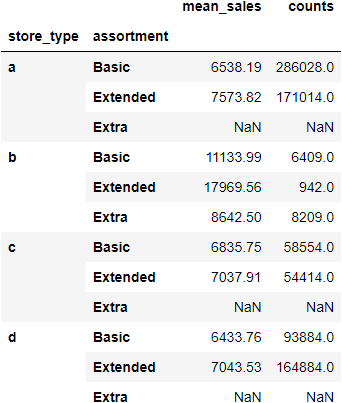 mean_sales counts
store_type assortment
a Basic 6538.19 286028.0
Extended 7573.82 171014.0
Extra NaN NaN
b Basic 11133.99 6409.0
Extended 17969.56 942.0
Extra 8642.50 8209.0
c Basic 6835.75 58554.0
Extended 7037.91 54414.0
Extra NaN NaN
d Basic 6433.76 93884.0
Extended 7043.53 164884.0
Extra NaN NaN